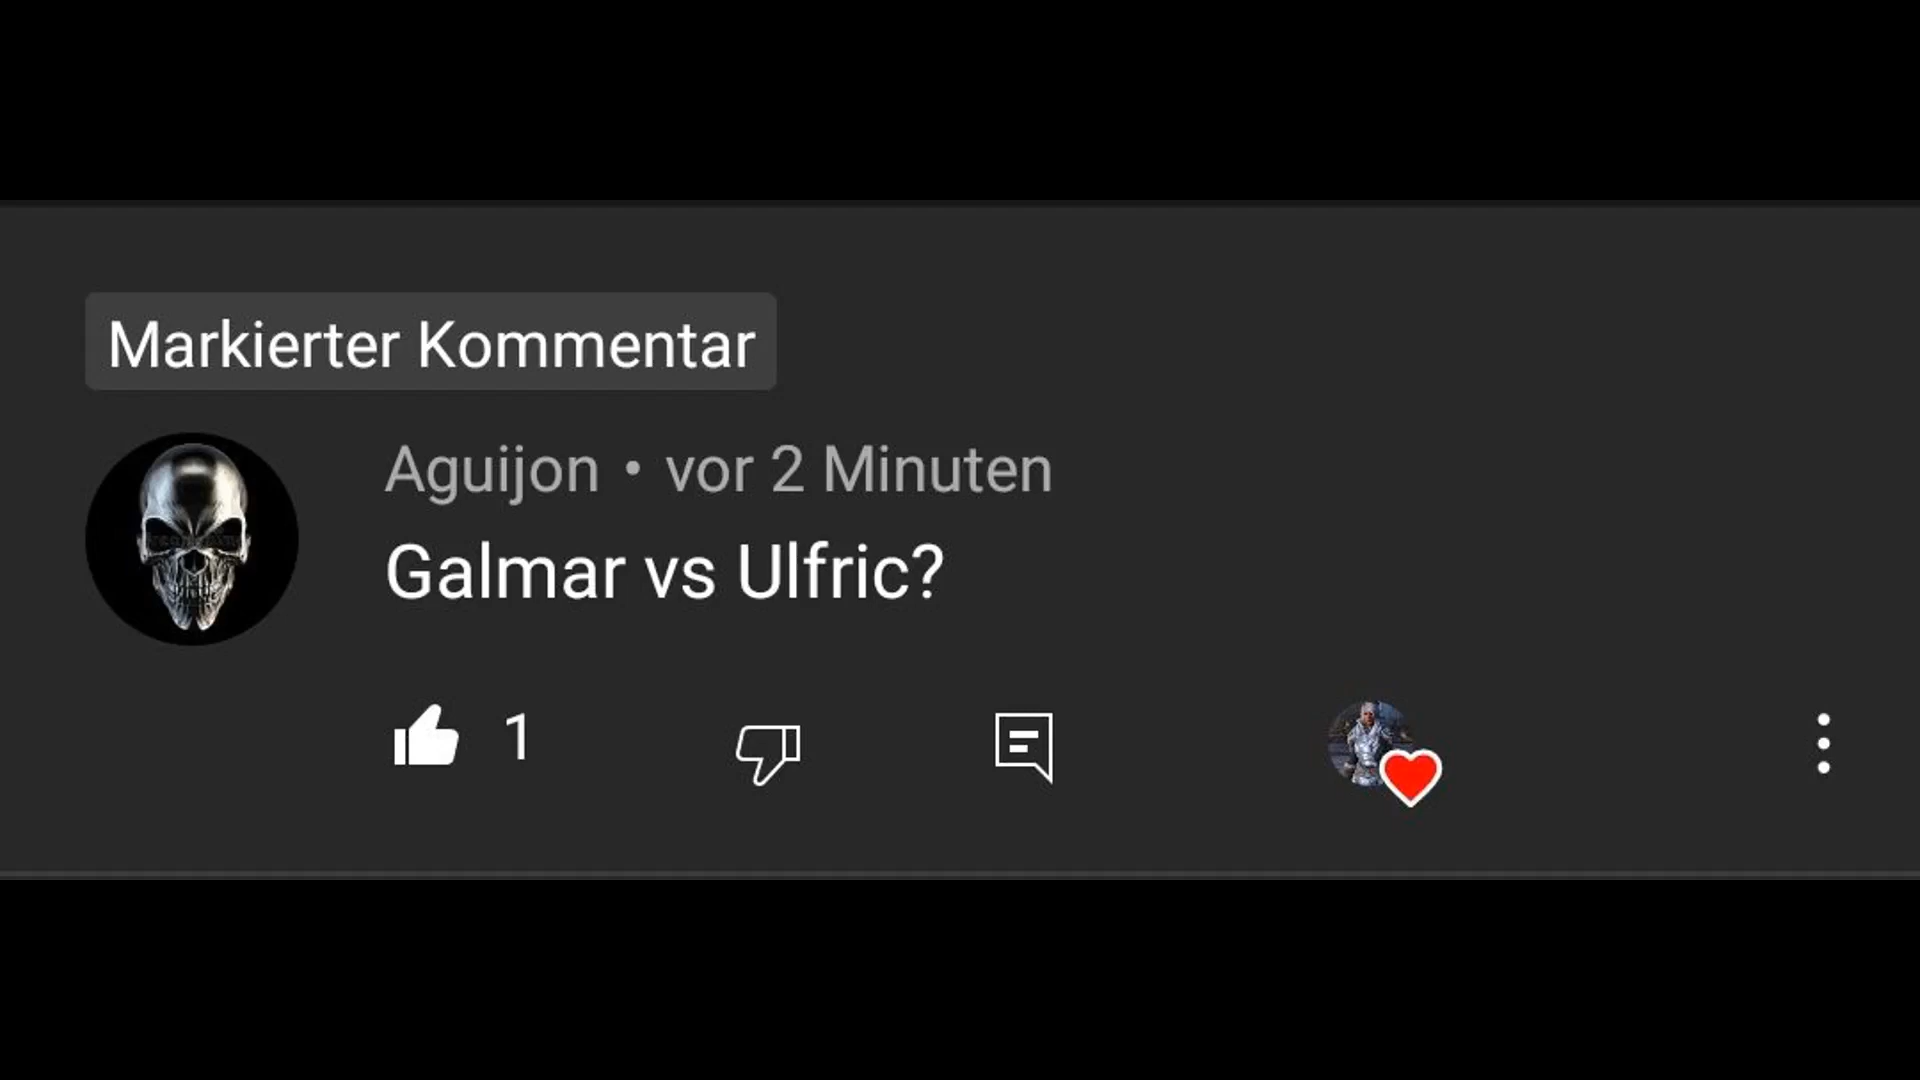 Markierter Kommentar
Aguijon • vor 2 Minuten
Galmar vs Ulfric?
1